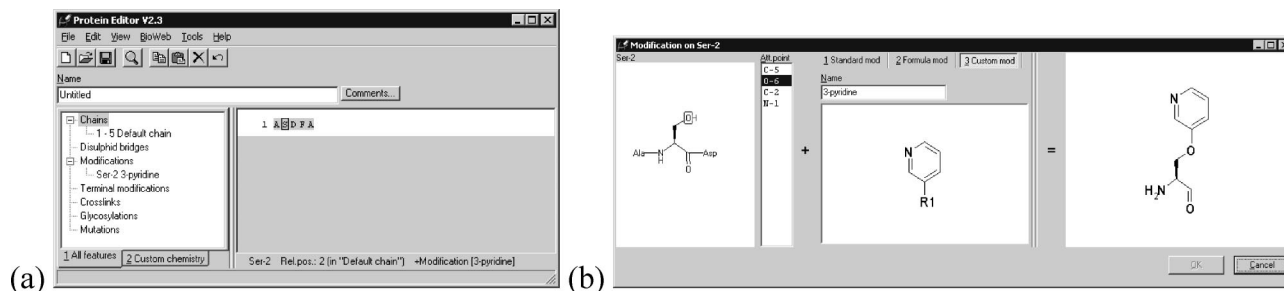 Protein Editor V2.3
File Edit View BioWeb Tools Help
Name
Untitled
Comments...
Chains
1 - 5 Default chain
Disulphid bridges
Modifications
Ser-2 3-pyridine
Terminal modifications
Crosslinks
Glycosylations
Mutations
1 All features 2 Custom chemistry
1 A S D F A
Ser-2 Rel.pos.: 2 (in "Default chain") +Modification [3-pyridine]
(a)
Modification on Ser-2
Ser-2
OH
Ala N Asp
H
O
Att.point
C-5
O-6
C-2
N-1
+
1 Standard mod 2 Formula mod 3 Custom mod
Name
3-pyridine
N
R1
=
N
O
H2N
O
OK Cancel
(b)